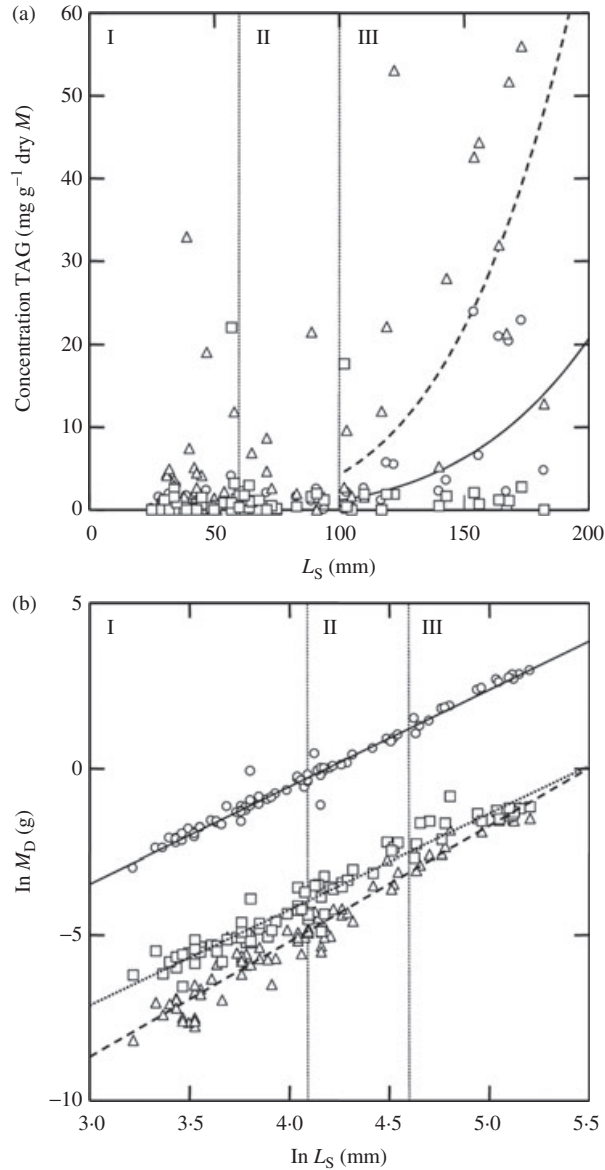 (a)
60
50
40
30
20
10
0
I
II
III
Concentration TAG (mg g⁻¹ dry M)
0
50
100
150
200
L_S (mm)
(b)
5
0
−5
−10
I
II
III
ln M_D (g)
3·0
3·5
4·0
4·5
5·0
5·5
ln L_S (mm)